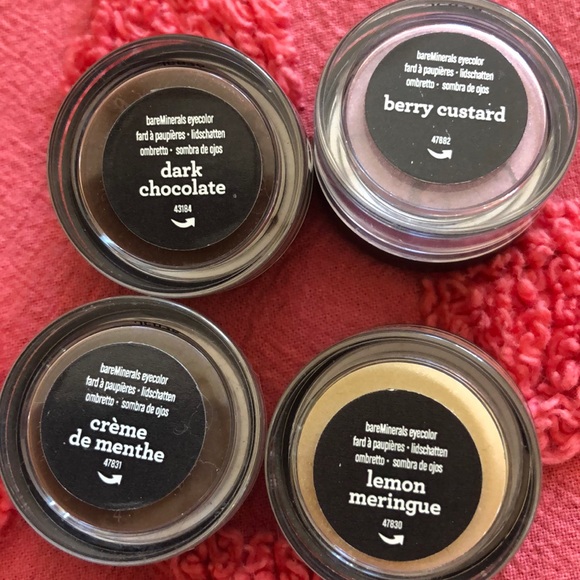 bareMinerals eyecolor
fard à paupières • lidschatten
ombretto • sombra de ojos
dark
chocolate
43184
bareMinerals eyecolor
fard à paupières • lidschatten
ombretto • sombra de ojos
berry custard
47882
bareMinerals eyecolor
fard à paupières • lidschatten
ombretto • sombra de ojos
crème
de menthe
47831
bareMinerals eyecolor
fard à paupières • lidschatten
ombretto • sombra de ojos
lemon
meringue
47830